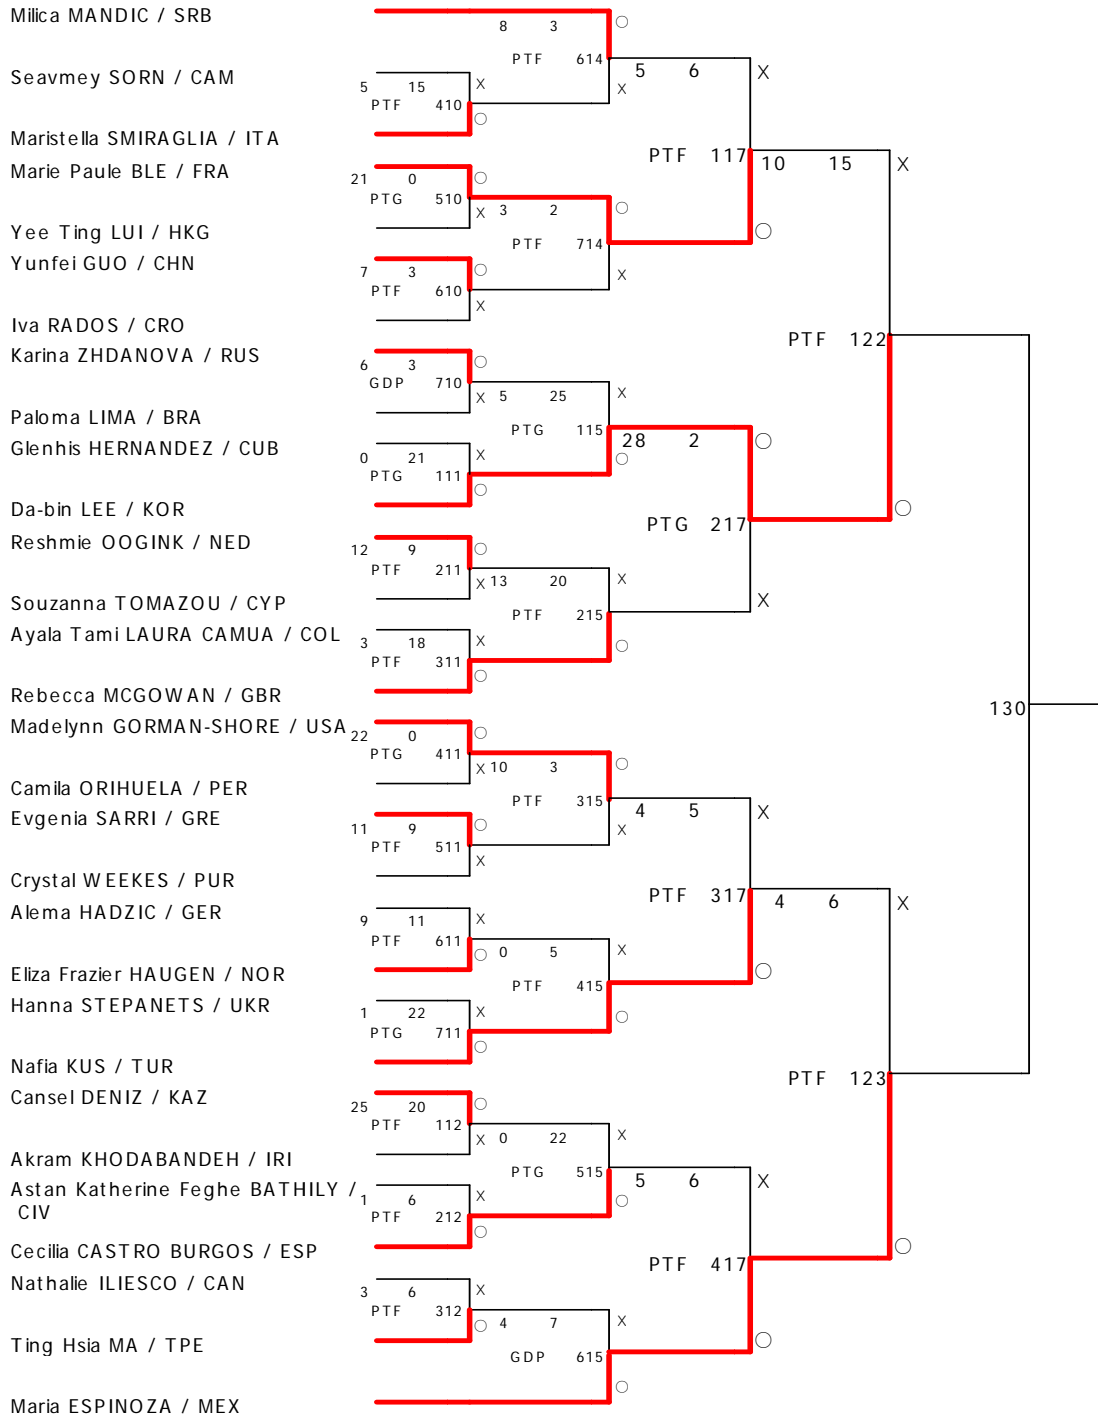 Milica MANDIC / SRB
8 3
PTF 614
5 6 X
Seavmey SORN / CAM
5 15 X
PTF 410
X
Maristella SMIRAGLIA / ITA
PTF 117
10 15 X
Marie Paule BLE / FRA
21 0
PTG 510
X 3 2
PTF 714
Yee Ting LUI / HKG
Yunfei GUO / CHN
7 3 X
PTF 610
X
Iva RADOS / CRO
PTF 122
Karina ZHDANOVA / RUS
6 3
GDP 710
X 5 25 X
PTG 115
Paloma LIMA / BRA
28 2
Glenhis HERNANDEZ / CUB
0 21 X
PTG 111
Da-bin LEE / KOR
PTG 217
Reshmie OOGINK / NED
12 9
PTF 211
X 13 20 X
PTF 215
X
Souzanna TOMAZOU / CYP
Ayala Tami LAURA CAMUA / COL
3 18 X
PTF 311
Rebecca MCGOWAN / GBR
130
Madelynn GORMAN-SHORE / USA
22 0
PTG 411
X 10 3
PTF 315
Camila ORIHUELA / PER
4 5 X
Evgenia SARRI / GRE
11 9 X
PTF 511
X
Crystal WEEKES / PUR
PTF 317
4 6 X
Alema HADZIC / GER
9 11 X
PTF 611
0 5 X
PTF 415
Eliza Frazier HAUGEN / NOR
Hanna STEPANETS / UKR
1 22 X
PTG 711
Nafia KUS / TUR
PTF 123
Cansel DENIZ / KAZ
25 20
PTF 112
X 0 22 X
PTG 515
5 6 X
Akram KHODABANDEH / IRI
Astan Katherine Feghe BATHILY /
CIV
1 6 X
PTF 212
Cecilia CASTRO BURGOS / ESP
PTF 417
Nathalie ILIESCO / CAN
3 6 X
PTF 312
4 7 X
GDP 615
Ting Hsia MA / TPE
Maria ESPINOZA / MEX